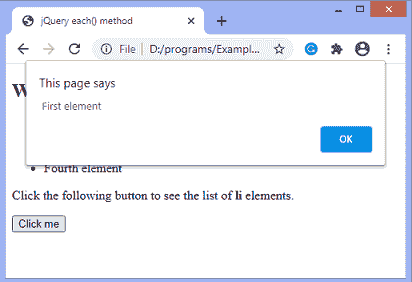 jQuery each() method
File
D:/programs/Exampl...
W
This page says
First element
OK
Fourth element
Click the following button to see the list of li elements.
Click me